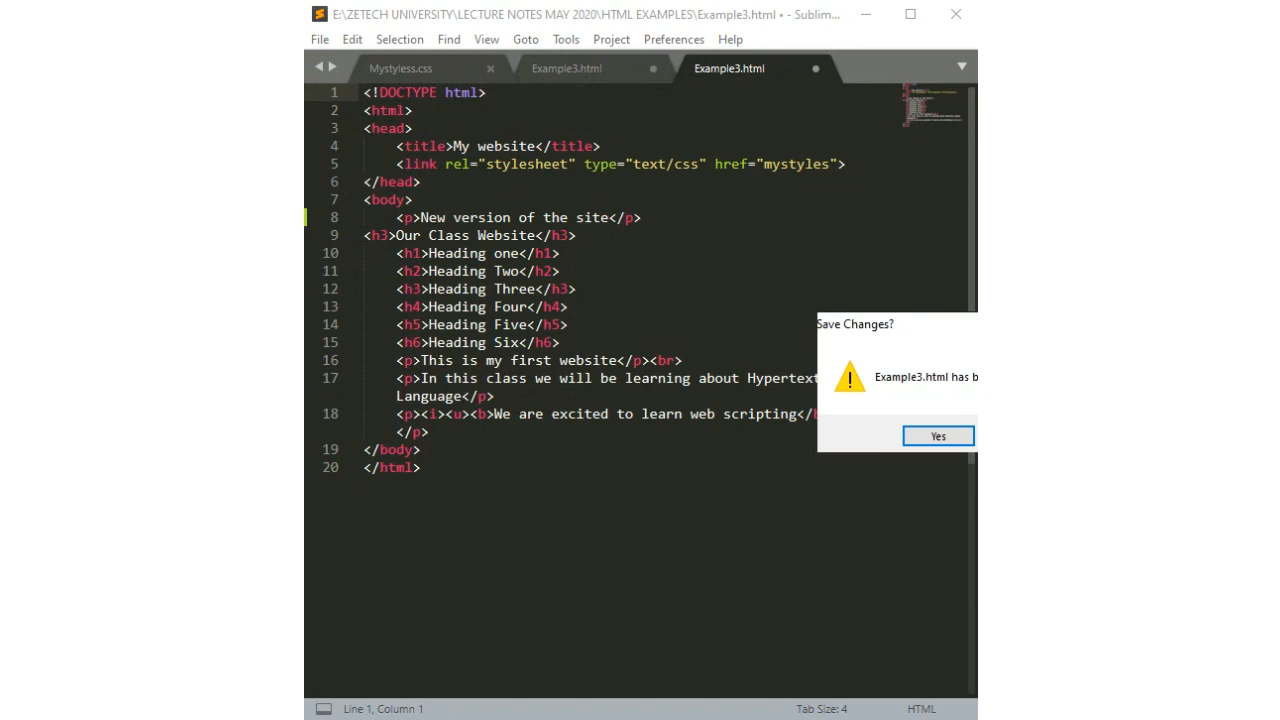 E:\ZETECH UNIVERSITY\LECTURE NOTES MAY 2020\HTML EXAMPLES\Example3.html • - Sublim...
File Edit Selection Find View Goto Tools Project Preferences Help
Mystyless.css Example3.html Example3.html
1 <!DOCTYPE html>
2 <html>
3 <head>
4 <title>My website</title>
5 <link rel="stylesheet" type="text/css" href="mystyles">
6 </head>
7 <body>
8 <p>New version of the site</p>
9 <h3>Our Class Website</h3>
10 <h1>Heading one</h1>
11 <h2>Heading Two</h2>
12 <h3>Heading Three</h3>
13 <h4>Heading Four</h4>
14 <h5>Heading Five</h5>
15 <h6>Heading Six</h6>
16 <p>This is my first website</p><br>
17 <p>In this class we will be learning about Hypertext
Language</p>
18 <p><i><u><b>We are excited to learn web scripting</b
</p>
19 </body>
20 </html>
Save Changes?
Example3.html has b
Yes
Line 1, Column 1 Tab Size: 4 HTML